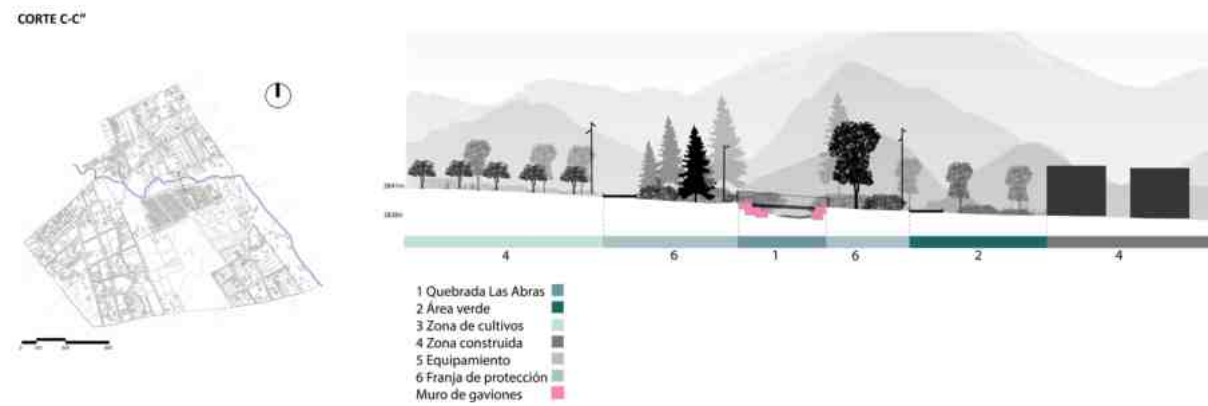 CORTE C-C"
4
6
1
6
2
4
1 Quebrada Las Abras
2 Área verde
3 Zona de cultivos
4 Zona construida
5 Equipamiento
6 Franja de protección
Muro de gaviones